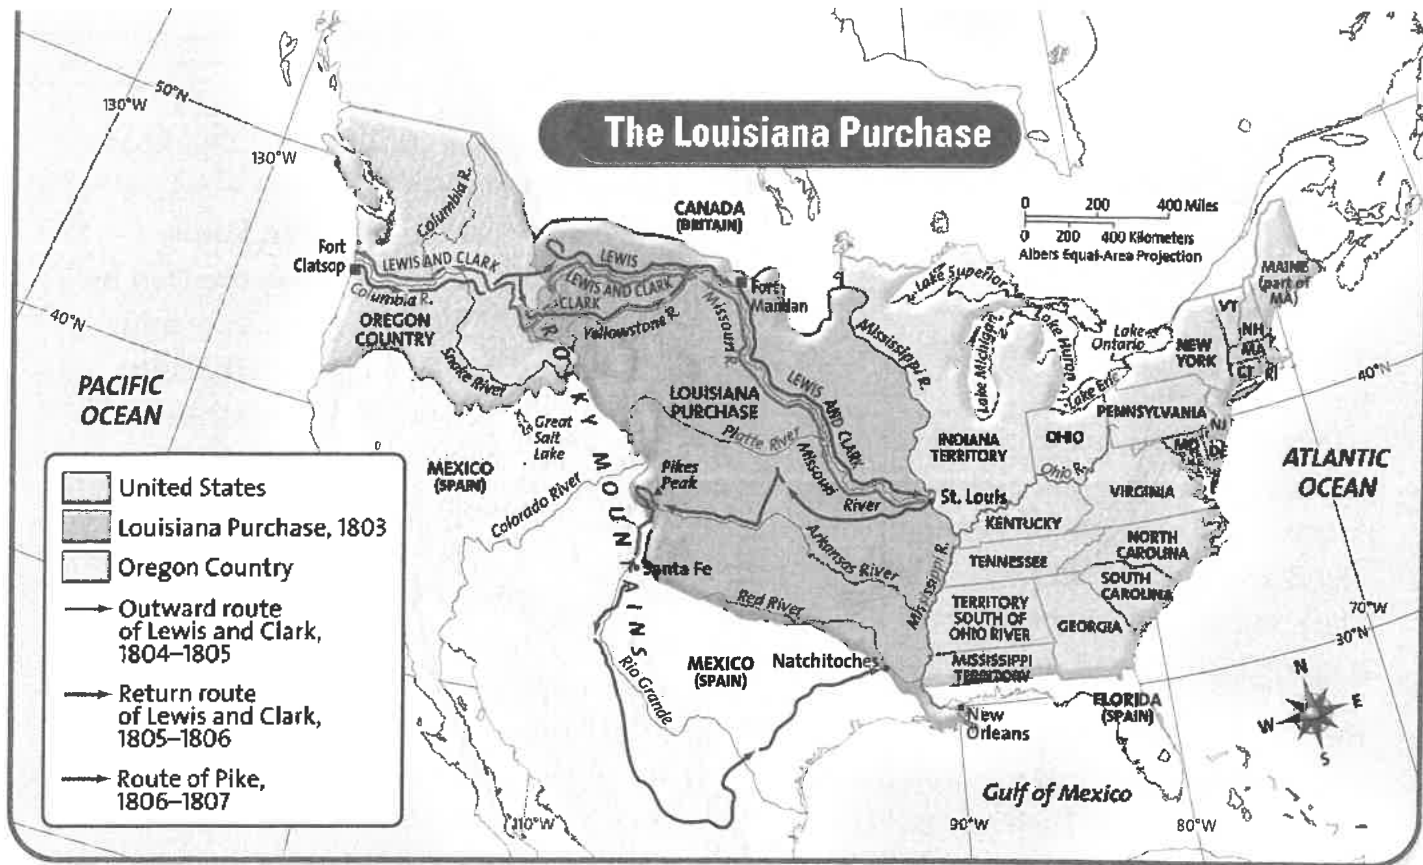 The Louisiana Purchase
50°N
130°W
130°W
40°N
CANADA
(BRITAIN)
0 200 400 Miles
0 200 400 Kilometers
Albers Equal-Area Projection
Columbia R.
Fort
Clatsop
LEWIS AND CLARK
LEWIS
LEWIS AND CLARK
CLARK
Fort
Mandan
Columbia R.
OREGON
COUNTRY
Yellowstone R.
Missouri R.
Snake River
Mississippi R.
Lake Superior
Lake Michigan
Lake Huron
Lake
Ontario
Lake Erie
MAINE
(part of
MA)
VT
NH
MA
CT
RI
NEW
YORK
40°N
PACIFIC
OCEAN
LOUISIANA
PURCHASE
LEWIS AND CLARK
Platte River
Missouri
River
INDIANA
TERRITORY
OHIO
Ohio R.
PENNSYLVANIA
NJ
MD
DE
ATLANTIC
OCEAN
Great
Salt
Lake
MEXICO
(SPAIN)
Colorado River
ROCKY MOUNTAINS
Pikes
Peak
St. Louis
VIRGINIA
KENTUCKY
TENNESSEE
NORTH
CAROLINA
SOUTH
CAROLINA
Arkansas River
Mississippi R.
Santa Fe
Red River
TERRITORY
SOUTH OF
OHIO RIVER
GEORGIA
MISSISSIPPI
TERRITORY
Rio Grande
MEXICO
(SPAIN)
Natchitoches
New
Orleans
FLORIDA
(SPAIN)
Gulf of Mexico
70°W
30°N
N
E
W
S
110°W
90°W
80°W
United States
Louisiana Purchase, 1803
Oregon Country
Outward route
of Lewis and Clark,
1804–1805
Return route
of Lewis and Clark,
1805–1806
Route of Pike,
1806–1807